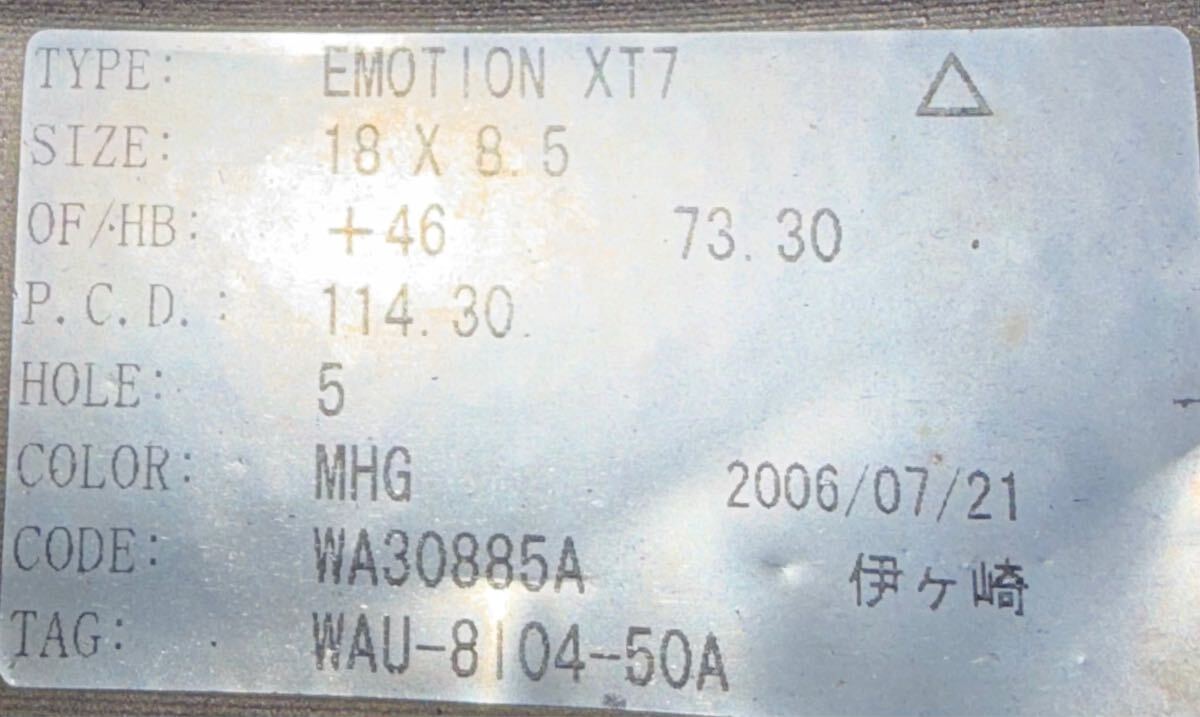 TYPE: EMOTION XT7 △
SIZE: 18 X 8.5
OF/HB: +46 73.30
P.C.D.: 114.30
HOLE: 5
COLOR: MHG 2006/07/21
CODE: WA30885A 伊ヶ崎
TAG: WAU-8104-50A